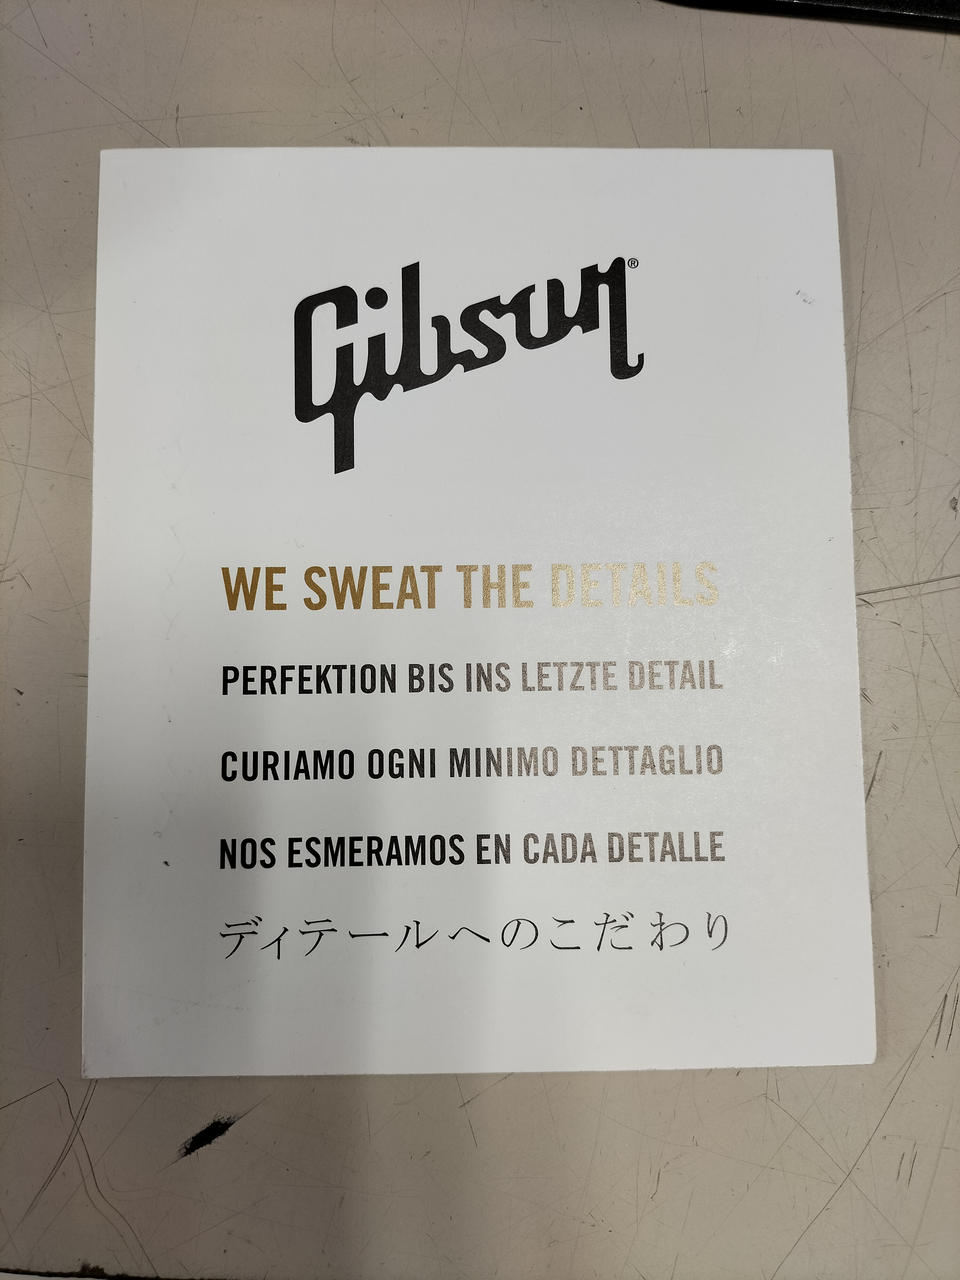 Gibson®
WE SWEAT THE DETAILS
PERFEKTION BIS INS LETZTE DETAIL
CURIAMO OGNI MINIMO DETTAGLIO
NOS ESMERAMOS EN CADA DETALLE
ディテールへのこだわり